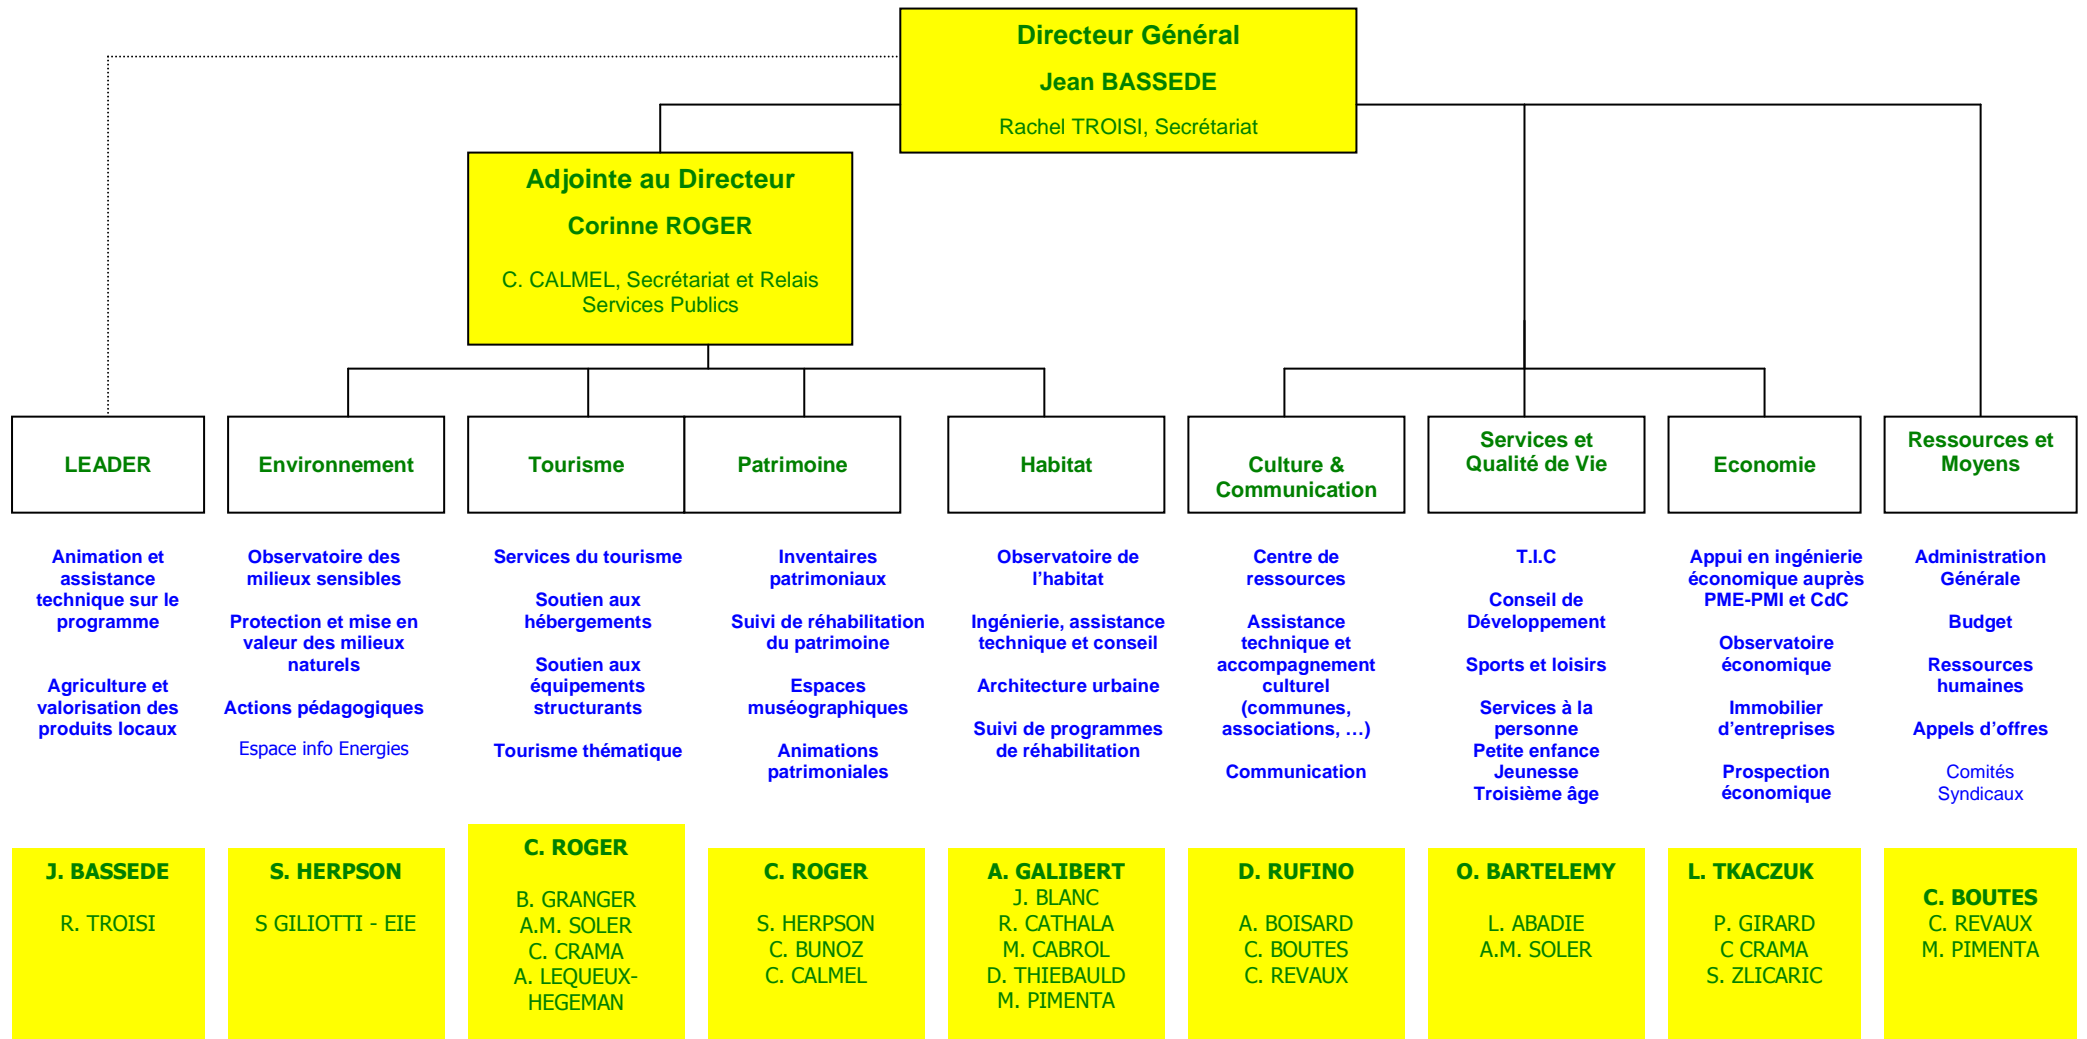 Directeur Général
Jean BASSEDE
Rachel TROISI, Secrétariat
Adjointe au Directeur
Corinne ROGER
C. CALMEL, Secrétariat et Relais
Services Publics
LEADER
Environnement
Tourisme
Patrimoine
Habitat
Culture &
Communication
Services et
Qualité de Vie
Economie
Ressources et
Moyens
Animation et
assistance
technique sur le
programme
Agriculture et
valorisation des
produits locaux
Observatoire des
milieux sensibles
Protection et mise en
valeur des milieux
naturels
Actions pédagogiques
Espace info Energies
Services du tourisme
Soutien aux
hébergements
Soutien aux
équipements
structurants
Tourisme thématique
Inventaires
patrimoniaux
Suivi de réhabilitation
du patrimoine
Espaces
muséographiques
Animations
patrimoniales
Observatoire de
l’habitat
Ingénierie, assistance
technique et conseil
Architecture urbaine
Suivi de programmes
de réhabilitation
Centre de
ressources
Assistance
technique et
accompagnement
culturel
(communes,
associations, …)
Communication
T.I.C
Conseil de
Développement
Sports et loisirs
Services à la
personne
Petite enfance
Jeunesse
Troisième âge
Appui en ingénierie
économique auprès
PME-PMI et CdC
Observatoire
économique
Immobilier
d’entreprises
Prospection
économique
Administration
Générale
Budget
Ressources
humaines
Appels d’offres
Comités
Syndicaux
J. BASSEDE
R. TROISI
S. HERPSON
S GILIOTTI - EIE
C. ROGER
B. GRANGER
A.M. SOLER
C. CRAMA
A. LEQUEUX-
HEGEMAN
C. ROGER
S. HERPSON
C. BUNOZ
C. CALMEL
A. GALIBERT
J. BLANC
R. CATHALA
M. CABROL
D. THIEBAULD
M. PIMENTA
D. RUFINO
A. BOISARD
C. BOUTES
C. REVAUX
O. BARTELEMY
L. ABADIE
A.M. SOLER
L. TKACZUK
P. GIRARD
C CRAMA
S. ZLICARIC
C. BOUTES
C. REVAUX
M. PIMENTA